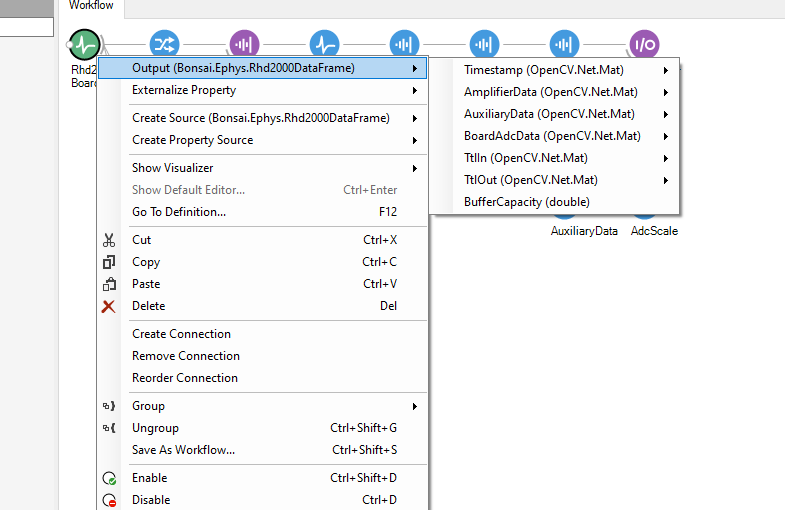 Workflow
Rhd2
Board
Output (Bonsai.Ephys.Rhd2000DataFrame)
Externalize Property
Create Source (Bonsai.Ephys.Rhd2000DataFrame)
Create Property Source
Show Visualizer
Show Default Editor... Ctrl+Enter
Go To Definition... F12
Cut Ctrl+X
Copy Ctrl+C
Paste Ctrl+V
Delete Del
Create Connection
Remove Connection
Reorder Connection
Group
Ungroup Ctrl+Shift+G
Save As Workflow... Ctrl+Shift+S
Enable Ctrl+Shift+D
Disable Ctrl+D
I/O
Timestamp (OpenCV.Net.Mat)
AmplifierData (OpenCV.Net.Mat)
AuxiliaryData (OpenCV.Net.Mat)
BoardAdcData (OpenCV.Net.Mat)
TtlIn (OpenCV.Net.Mat)
TtlOut (OpenCV.Net.Mat)
BufferCapacity (double)
AuxiliaryData AdcScale